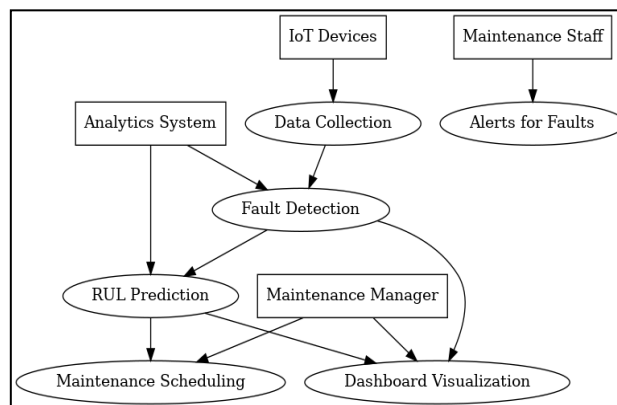 IoT Devices
Maintenance Staff
Analytics System
Data Collection
Alerts for Faults
Fault Detection
RUL Prediction
Maintenance Manager
Maintenance Scheduling
Dashboard Visualization